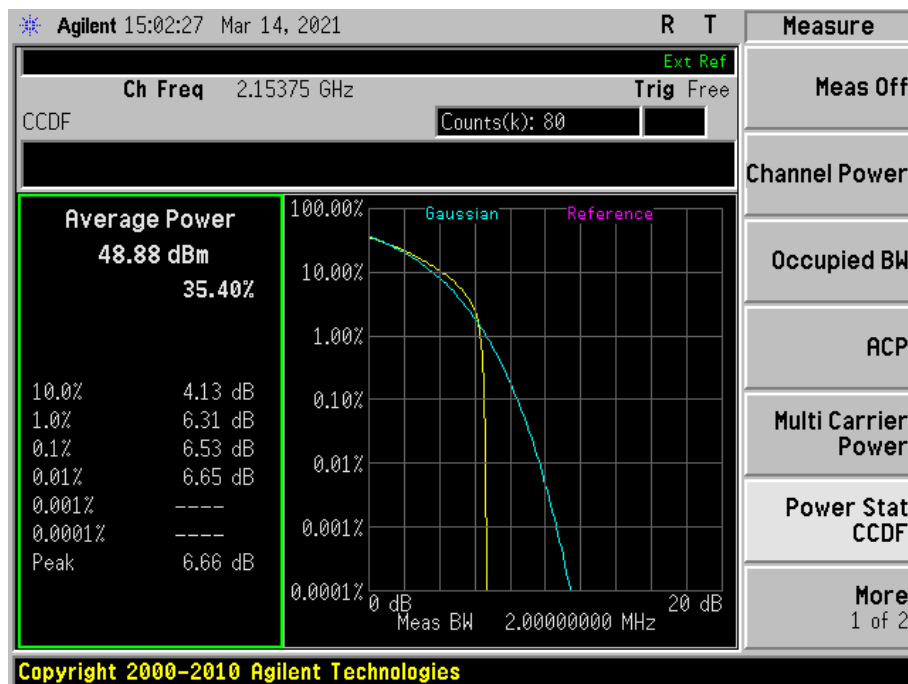 Agilent 15:02:27 Mar 14, 2021 R T
Ext Ref
Ch Freq 2.15375 GHz Trig Free
CCDF Counts(k): 80
Average Power
48.88 dBm
35.40%
10.0% 4.13 dB
1.0% 6.31 dB
0.1% 6.53 dB
0.01% 6.65 dB
0.001% ----
0.0001% ----
Peak 6.66 dB
Gaussian Reference
100.00%
10.00%
1.00%
0.10%
0.01%
0.001%
0.0001%
0 dB 20 dB
Meas BW 2.00000000 MHz
Measure
Meas Off
Channel Power
Occupied BW
ACP
Multi Carrier
Power
Power Stat
CCDF
More
1 of 2
Copyright 2000-2010 Agilent Technologies